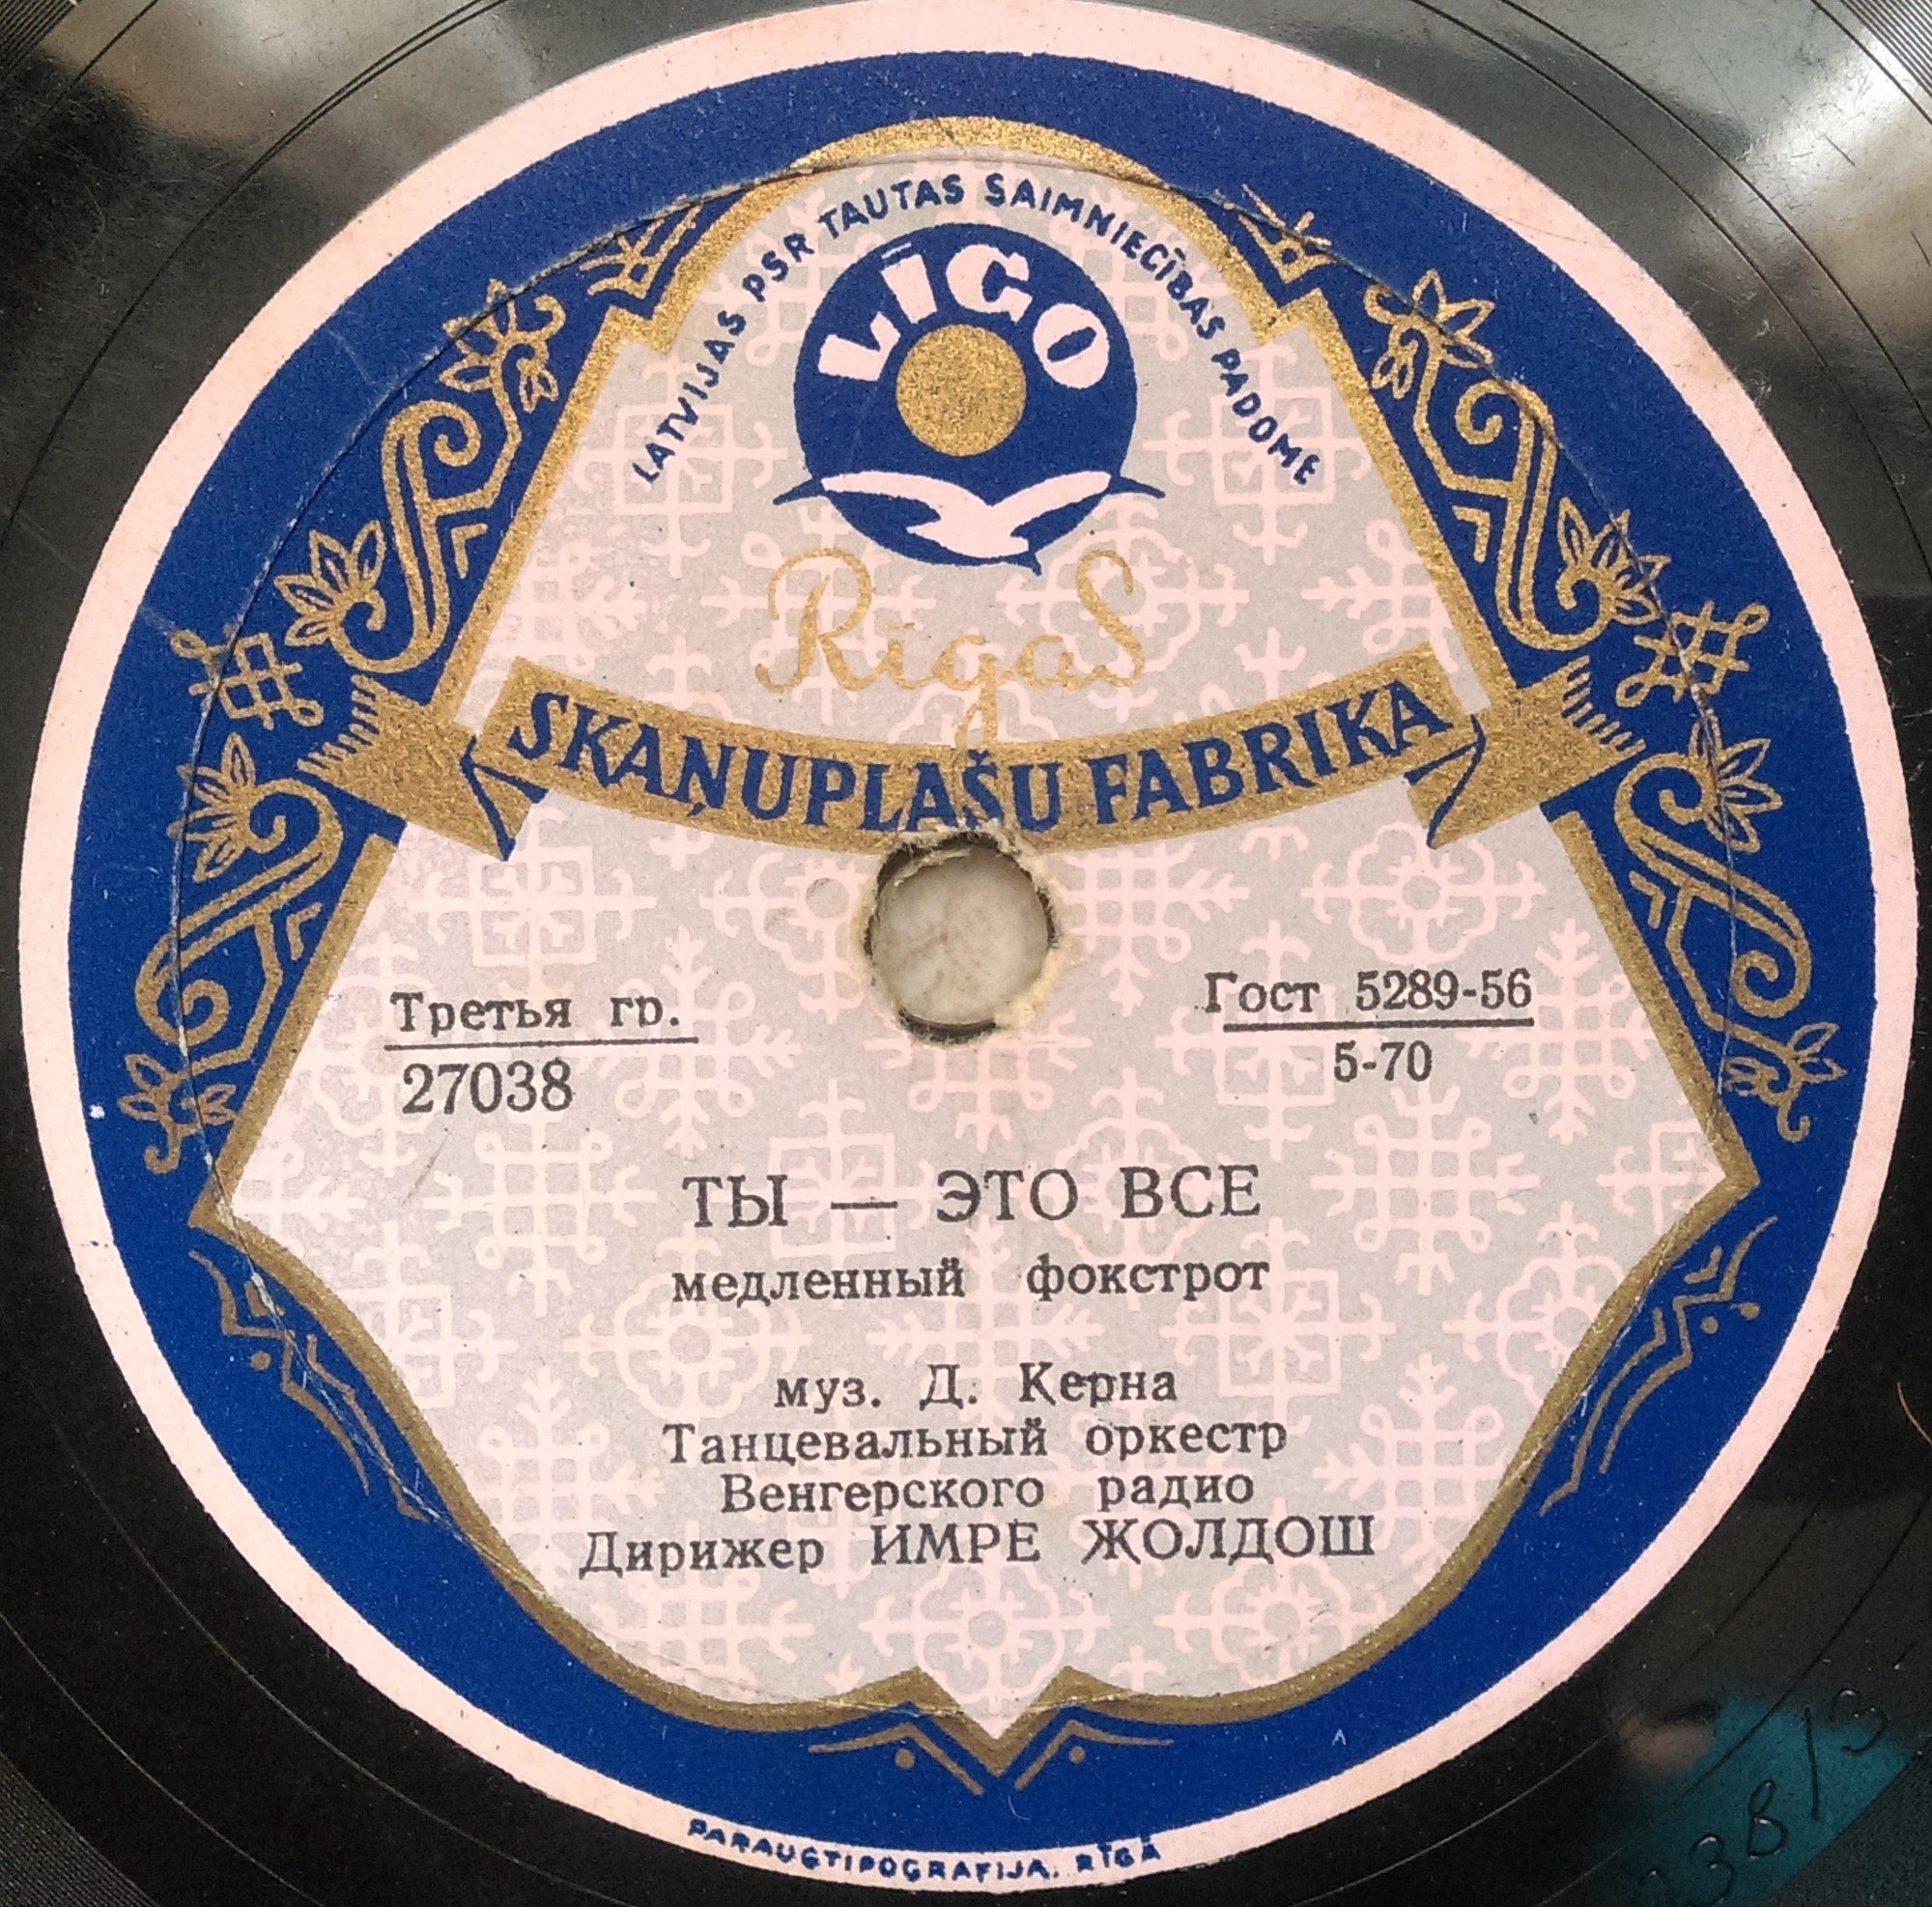 LATVIJAS PSR TAUTAS SAIMNIECĪBAS PADOME
LĪGO
Rīgas
SKAŅUPLAŠU FABRIKA
Третья гр.
27038
Гост 5289-56
5-70
ТЫ — ЭТО ВСЕ
медленный фокстрот
муз. Д. Керна
Танцевальный оркестр
Венгерского радио
Дирижер ИМРЕ ЖОЛДОШ
PARAUGTIPOGRAFIJA, RĪGĀ